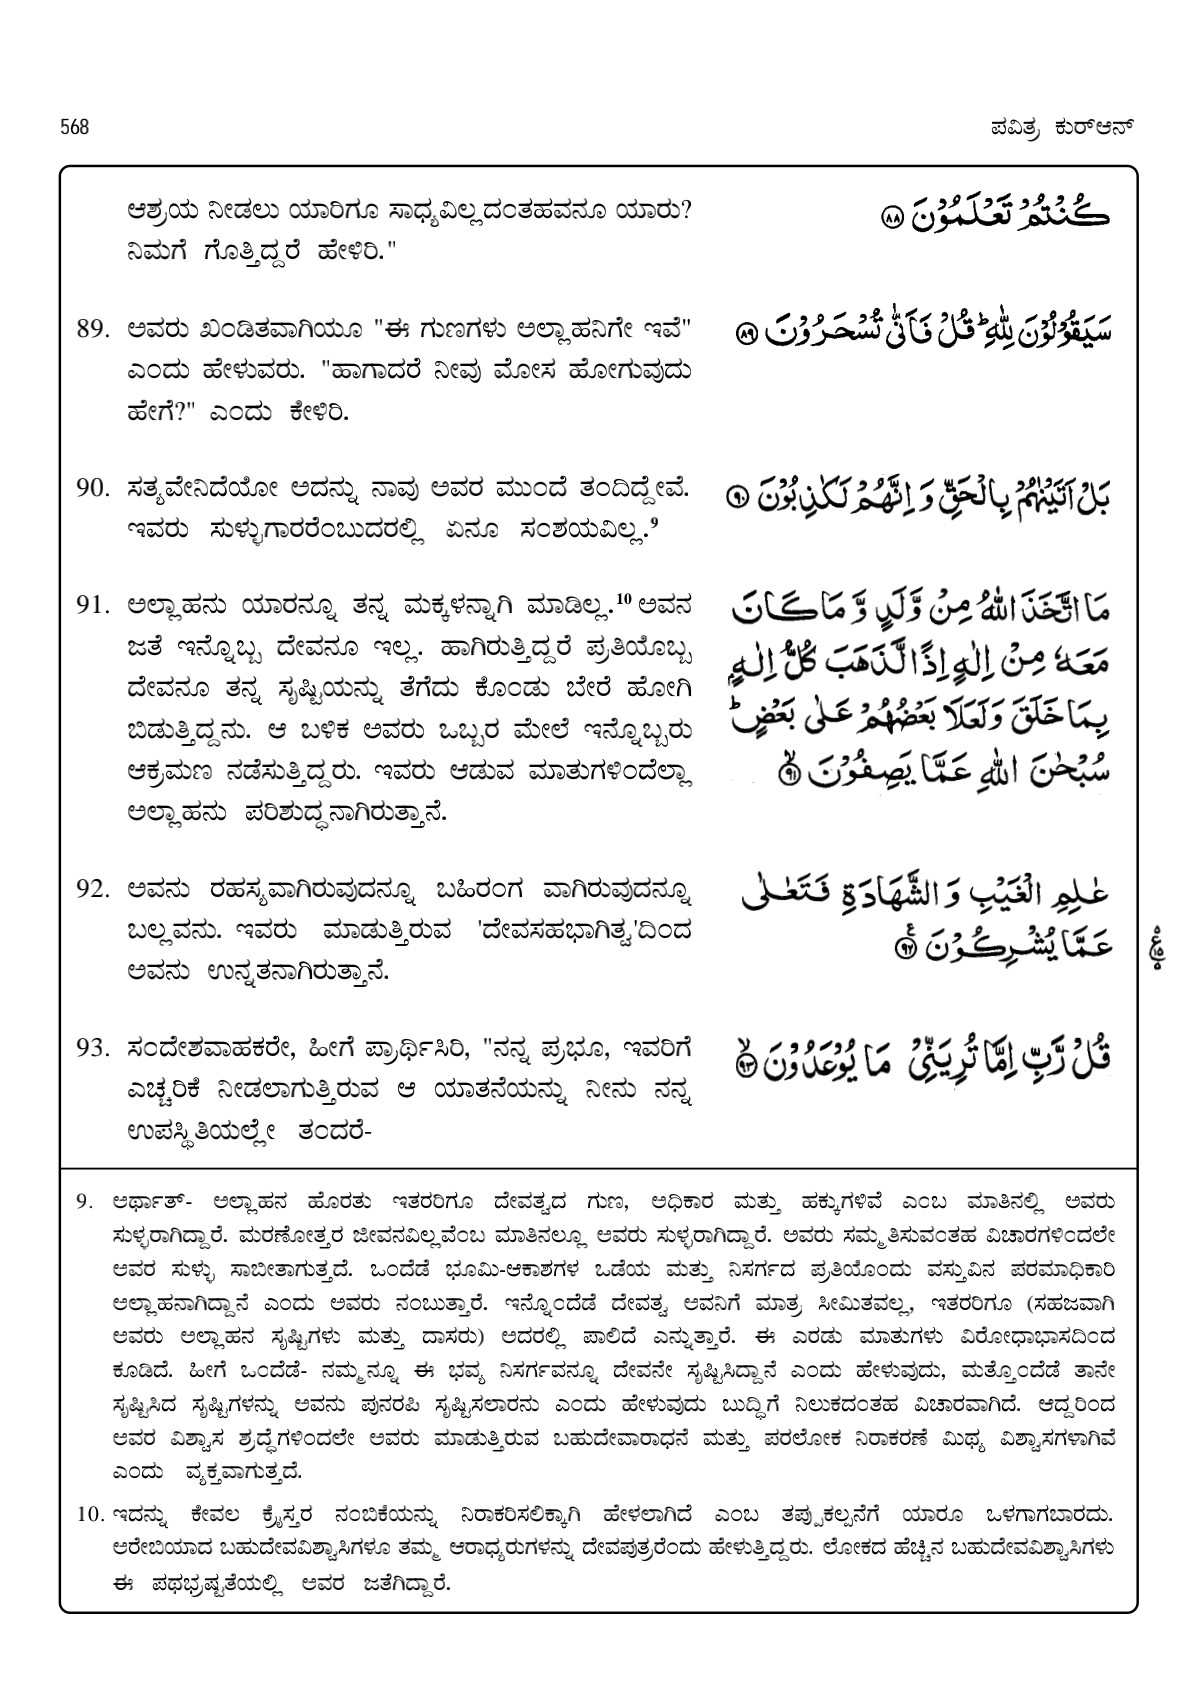 568
ಪವಿತ್ರ ಕುರ್‌ಆನ್
ಆಶ್ರಯ ನೀಡಲು ಯಾರಿಗೂ ಸಾಧ್ಯವಿಲ್ಲದಂತಹವನೂ ಯಾರು?
ನಿಮಗೆ ಗೊತ್ತಿದ್ದರೆ ಹೇಳಿರಿ."
كُنْتُمْ تَعْلَمُوْنَ ﴿٨٨﴾
89. ಅವರು ಖಂಡಿತವಾಗಿಯೂ "ಈ ಗುಣಗಳು ಅಲ್ಲಾಹನಿಗೇ ಇವೆ"
ಎಂದು ಹೇಳುವರು. "ಹಾಗಾದರೆ ನೀವು ಮೋಸ ಹೋಗುವುದು
ಹೇಗೆ?" ಎಂದು ಕೇಳಿರಿ.
سَيَقُوْلُوْنَ لِلّٰهِ ؕ قُلْ فَاَنّٰى تُسْحَرُوْنَ ﴿٨٩﴾
90. ಸತ್ಯವೇನಿದೆಯೋ ಅದನ್ನು ನಾವು ಅವರ ಮುಂದೆ ತಂದಿದ್ದೇವೆ.
ಇವರು ಸುಳ್ಳುಗಾರರೆಂಬುದರಲ್ಲಿ ಏನೂ ಸಂಶಯವಿಲ್ಲ.⁹
بَلْ اَتَيْنٰهُمْ بِالْحَقِّ وَ اِنَّهُمْ لَكٰذِبُوْنَ ﴿٩٠﴾
91. ಅಲ್ಲಾಹನು ಯಾರನ್ನೂ ತನ್ನ ಮಕ್ಕಳನ್ನಾಗಿ ಮಾಡಿಲ್ಲ.¹⁰ ಅವನ
ಜತೆ ಇನ್ನೊಬ್ಬ ದೇವನೂ ಇಲ್ಲ. ಹಾಗಿರುತ್ತಿದ್ದರೆ ಪ್ರತಿಯೊಬ್ಬ
ದೇವನೂ ತನ್ನ ಸೃಷ್ಟಿಯನ್ನು ತೆಗೆದು ಕೊಂಡು ಬೇರೆ ಹೋಗಿ
ಬಿಡುತ್ತಿದ್ದನು. ಆ ಬಳಿಕ ಅವರು ಒಬ್ಬರ ಮೇಲೆ ಇನ್ನೊಬ್ಬರು
ಆಕ್ರಮಣ ನಡೆಸುತ್ತಿದ್ದರು. ಇವರು ಆಡುವ ಮಾತುಗಳಿಂದೆಲ್ಲಾ
ಅಲ್ಲಾಹನು ಪರಿಶುದ್ಧನಾಗಿರುತ್ತಾನೆ.
مَا اتَّخَذَ اللّٰهُ مِنْ وَّلَدٍ وَّ مَا كَانَ
مَعَهٗ مِنْ اِلٰهٍ اِذًا لَّذَهَبَ كُلُّ اِلٰهٍۭ
بِمَا خَلَقَ وَ لَعَلَا بَعْضُهُمْ عَلٰى بَعْضٍ ؕ
سُبْحٰنَ اللّٰهِ عَمَّا يَصِفُوْنَ ۙ﴿٩١﴾
92. ಅವನು ರಹಸ್ಯವಾಗಿರುವುದನ್ನೂ ಬಹಿರಂಗ ವಾಗಿರುವುದನ್ನೂ
ಬಲ್ಲವನು. ಇವರು ಮಾಡುತ್ತಿರುವ 'ದೇವಸಹಭಾಗಿತ್ವ'ದಿಂದ
ಅವನು ಉನ್ನತನಾಗಿರುತ್ತಾನೆ.
عٰلِمِ الْغَيْبِ وَ الشَّهَادَةِ فَتَعٰلٰى
عَمَّا يُشْرِكُوْنَ ﴿٩٢﴾
93. ಸಂದೇಶವಾಹಕರೇ, ಹೀಗೆ ಪ್ರಾರ್ಥಿಸಿರಿ, "ನನ್ನ ಪ್ರಭೂ, ಇವರಿಗೆ
ಎಚ್ಚರಿಕೆ ನೀಡಲಾಗುತ್ತಿರುವ ಆ ಯಾತನೆಯನ್ನು ನೀನು ನನ್ನ
ಉಪಸ್ಥಿತಿಯಲ್ಲೇ ತಂದರೆ-
قُلْ رَّبِّ اِمَّا تُرِيَنِّيْ مَا يُوْعَدُوْنَ ۙ﴿٩٣﴾
9. ಅರ್ಥಾತ್- ಅಲ್ಲಾಹನ ಹೊರತು ಇತರರಿಗೂ ದೇವತ್ವದ ಗುಣ, ಅಧಿಕಾರ ಮತ್ತು ಹಕ್ಕುಗಳಿವೆ ಎಂಬ ಮಾತಿನಲ್ಲಿ ಅವರು
ಸುಳ್ಳರಾಗಿದ್ದಾರೆ. ಮರಣೋತ್ತರ ಜೀವನವಿಲ್ಲವೆಂಬ ಮಾತಿನಲ್ಲೂ ಅವರು ಸುಳ್ಳರಾಗಿದ್ದಾರೆ. ಅವರು ಸಮ್ಮತಿಸುವಂತಹ ವಿಚಾರಗಳಿಂದಲೇ
ಅವರ ಸುಳ್ಳು ಸಾಬೀತಾಗುತ್ತದೆ. ಒಂದೆಡೆ ಭೂಮಿ-ಆಕಾಶಗಳ ಒಡೆಯ ಮತ್ತು ನಿಸರ್ಗದ ಪ್ರತಿಯೊಂದು ವಸ್ತುವಿನ ಪರಮಾಧಿಕಾರಿ
ಅಲ್ಲಾಹನಾಗಿದ್ದಾನೆ ಎಂದು ಅವರು ನಂಬುತ್ತಾರೆ. ಇನ್ನೊಂದೆಡೆ ದೇವತ್ವ ಅವನಿಗೆ ಮಾತ್ರ ಸೀಮಿತವಲ್ಲ, ಇತರರಿಗೂ (ಸಹಜವಾಗಿ
ಅವರು ಅಲ್ಲಾಹನ ಸೃಷ್ಟಿಗಳು ಮತ್ತು ದಾಸರು) ಅದರಲ್ಲಿ ಪಾಲಿದೆ ಎನ್ನುತ್ತಾರೆ. ಈ ಎರಡು ಮಾತುಗಳು ವಿರೋಧಾಭಾಸದಿಂದ
ಕೂಡಿದೆ. ಹೀಗೆ ಒಂದೆಡೆ- ನಮ್ಮನ್ನೂ ಈ ಭವ್ಯ ನಿಸರ್ಗವನ್ನೂ ದೇವನೇ ಸೃಷ್ಟಿಸಿದ್ದಾನೆ ಎಂದು ಹೇಳುವುದು, ಮತ್ತೊಂದೆಡೆ ತಾನೇ
ಸೃಷ್ಟಿಸಿದ ಸೃಷ್ಟಿಗಳನ್ನು ಅವನು ಪುನರಪಿ ಸೃಷ್ಟಿಸಲಾರನು ಎಂದು ಹೇಳುವುದು ಬುದ್ಧಿಗೆ ನಿಲುಕದಂತಹ ವಿಚಾರವಾಗಿದೆ. ಆದ್ದರಿಂದ
ಅವರ ವಿಶ್ವಾಸ ಶ್ರದ್ಧೆಗಳಿಂದಲೇ ಅವರು ಮಾಡುತ್ತಿರುವ ಬಹುದೇವಾರಾಧನೆ ಮತ್ತು ಪರಲೋಕ ನಿರಾಕರಣೆ ಮಿಥ್ಯ ವಿಶ್ವಾಸಗಳಾಗಿವೆ
ಎಂದು ವ್ಯಕ್ತವಾಗುತ್ತದೆ.
10. ಇದನ್ನು ಕೇವಲ ಕ್ರೈಸ್ತರ ನಂಬಿಕೆಯನ್ನು ನಿರಾಕರಿಸಲಿಕ್ಕಾಗಿ ಹೇಳಲಾಗಿದೆ ಎಂಬ ತಪ್ಪುಕಲ್ಪನೆಗೆ ಯಾರೂ ಒಳಗಾಗಬಾರದು.
ಅರೇಬಿಯಾದ ಬಹುದೇವವಿಶ್ವಾಸಿಗಳೂ ತಮ್ಮ ಆರಾಧ್ಯರುಗಳನ್ನು ದೇವಪುತ್ರರೆಂದು ಹೇಳುತ್ತಿದ್ದರು. ಲೋಕದ ಹೆಚ್ಚಿನ ಬಹುದೇವವಿಶ್ವಾಸಿಗಳು
ಈ ಪಥಭ್ರಷ್ಟತೆಯಲ್ಲಿ ಅವರ ಜತೆಗಿದ್ದಾರೆ.